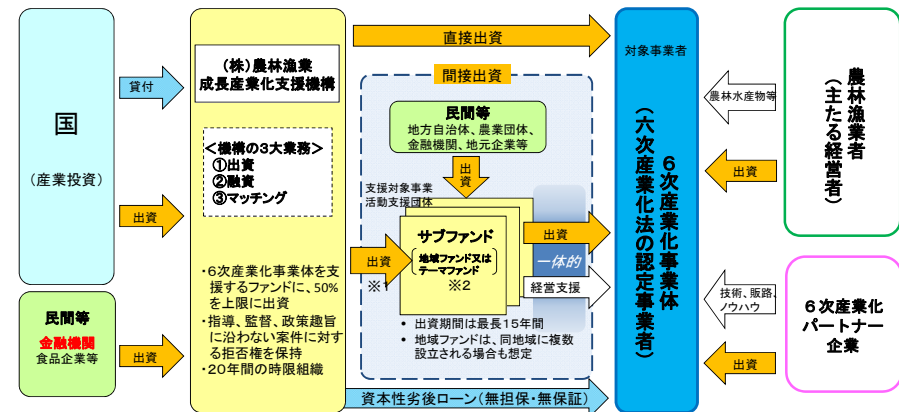 国
(産業投資)
貸付
出資
民間等
金融機関
食品企業等
出資
(株)農林漁業
成長産業化支援機構
<機構の3大業務>
①出資
②融資
③マッチング
・6次産業化事業体を支
援するファンドに、50%
を上限に出資
・指導、監督、政策趣旨
に沿わない案件に対す
る拒否権を保持
・20年間の時限組織
直接出資
間接出資
民間等
地方自治体、農業団体、
金融機関、地元企業等
出資
支援対象事業
活動支援団体
サブファンド
地域ファンド又は
テーマファンド
※2
出資
※1
出資
一体的
経営支援
• 出資期間は最長15年間
• 地域ファンドは、同地域に複数
設立される場合も想定
資本性劣後ローン(無担保・無保証)
対象事業者
6次産業化事業体
(六次産業化法の認定事業者)
農林水産物等
出資
農林漁業者
(主たる経営者)
技術、販路、
ノウハウ
出資
6次産業化
パートナー
企業